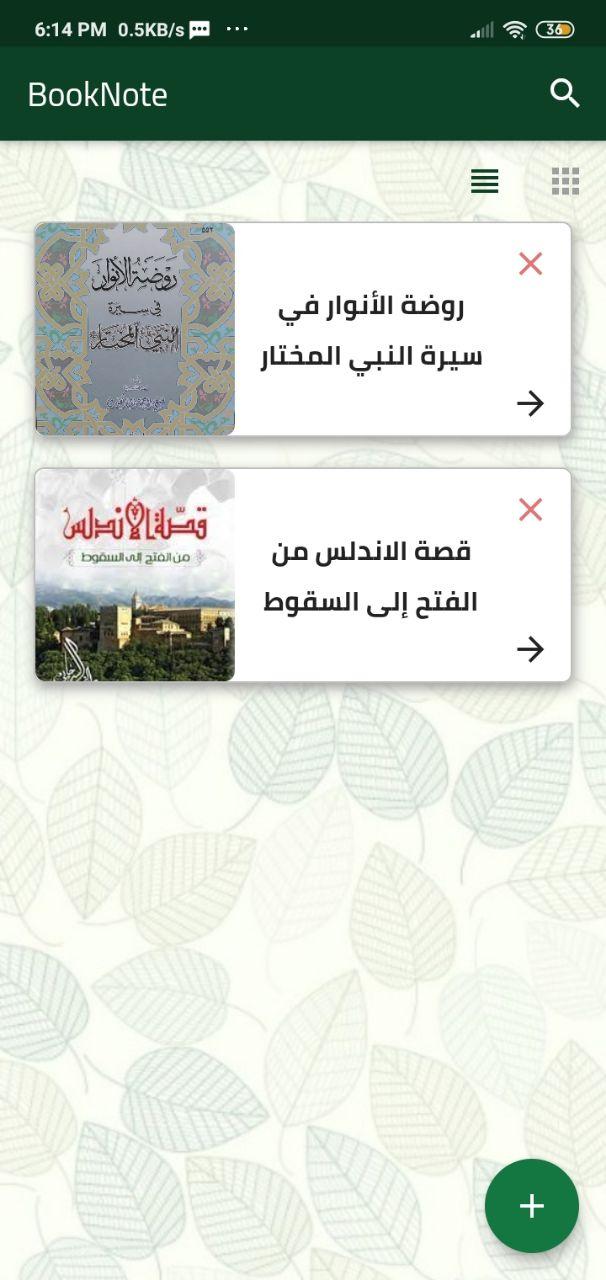 6:14 PM 0.5KB/s
36
BookNote
٥٥٢
روضة الأنوار
في سيرة
النبي المختار
روضة الأنوار في
سيرة النبي المختار
قصة الأندلس
من الفتح إلى السقوط
قصة الاندلس من
الفتح إلى السقوط